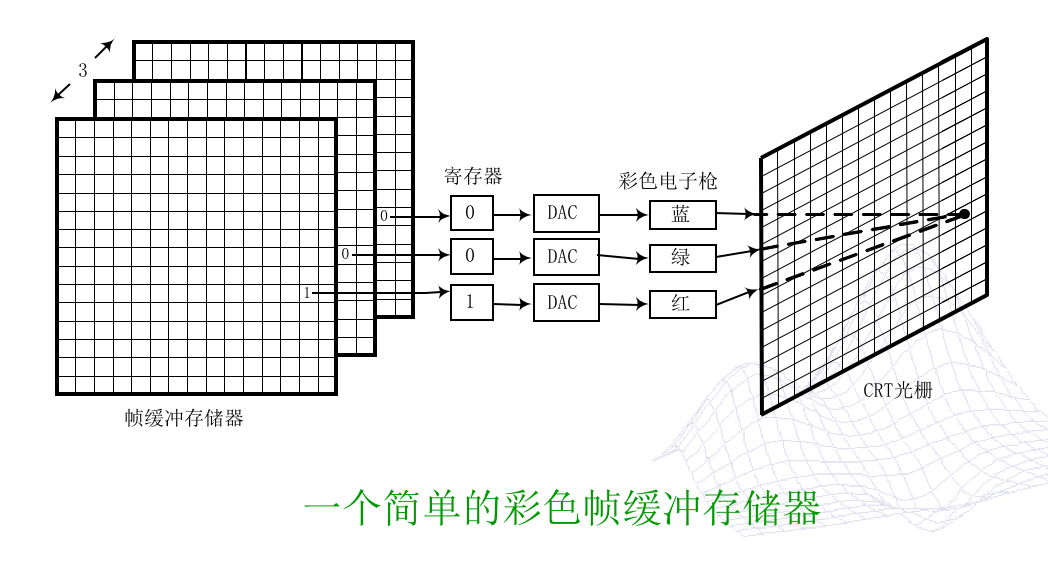 3
寄存器
彩色电子枪
0 0 DAC 蓝
0 0 DAC 绿
1 1 DAC 红
CRT光栅
帧缓冲存储器
一个简单的彩色帧缓冲存储器